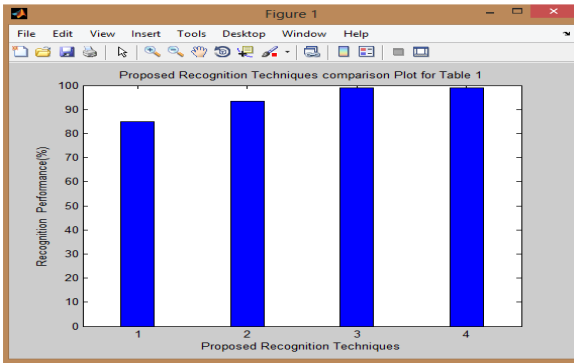 Figure 1
File Edit View Insert Tools Desktop Window Help
Proposed Recognition Techniques comparison Plot for Table 1
100
90
80
70
60
50
40
30
20
10
0
Recognition Performance(%)
1 2 3 4
Proposed Recognition Techniques